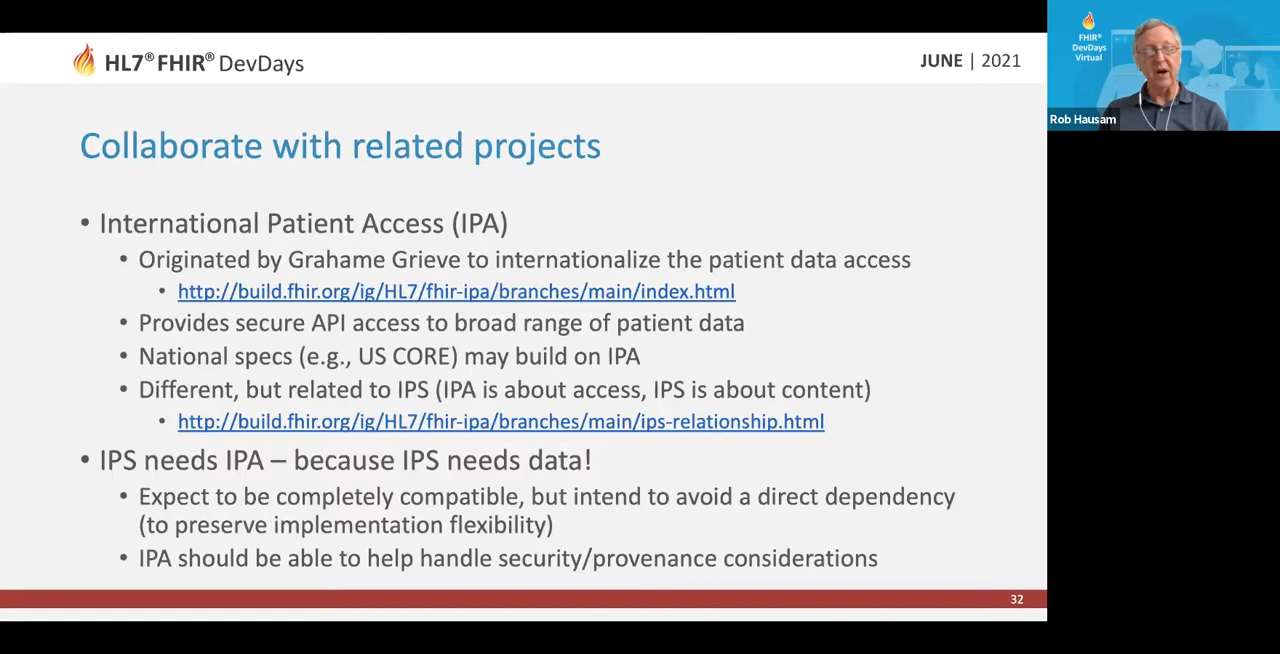 HL7® FHIR® DevDays
JUNE | 2021
FHIR®
DevDays
Virtual
Rob Hausam
Collaborate with related projects
• International Patient Access (IPA)
• Originated by Grahame Grieve to internationalize the patient data access
• http://build.fhir.org/ig/HL7/fhir-ipa/branches/main/index.html
• Provides secure API access to broad range of patient data
• National specs (e.g., US CORE) may build on IPA
• Different, but related to IPS (IPA is about access, IPS is about content)
• http://build.fhir.org/ig/HL7/fhir-ipa/branches/main/ips-relationship.html
• IPS needs IPA – because IPS needs data!
• Expect to be completely compatible, but intend to avoid a direct dependency
(to preserve implementation flexibility)
• IPA should be able to help handle security/provenance considerations
32